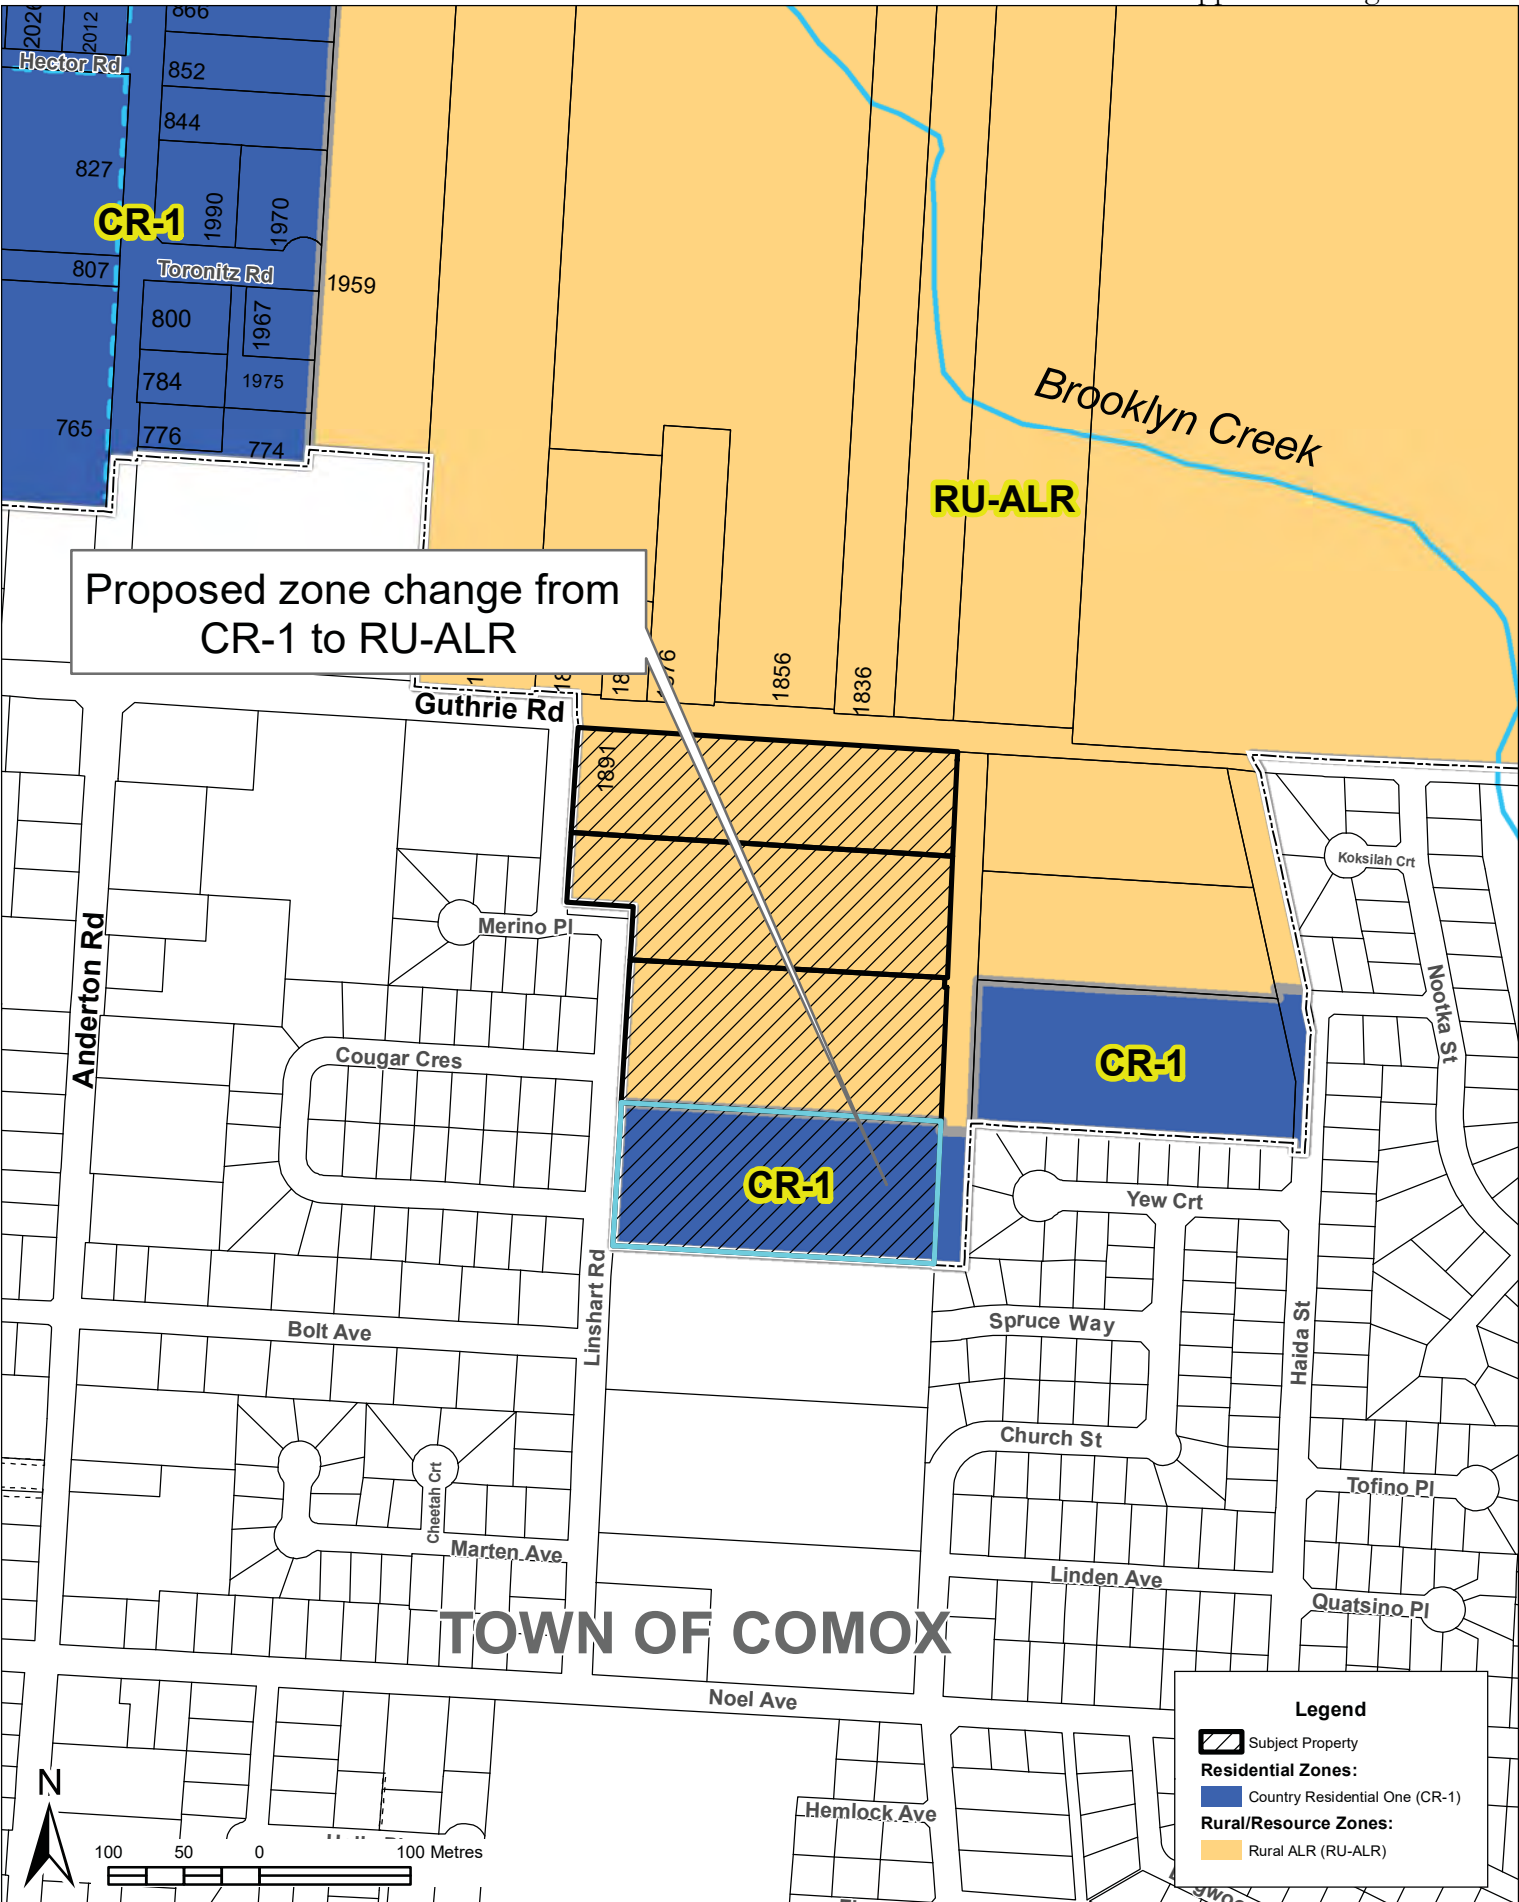 866
2026
2012
Hector Rd
852
844
827
CR-1
1990
1970
807
Toronitz Rd
1959
800
1967
784
1975
765
776
774
Brooklyn Creek
RU-ALR
Proposed zone change from
CR-1 to RU-ALR
1856
1836
Guthrie Rd
1891
Koksilah Crt
Merino Pl
Anderton Rd
Nootka St
Cougar Cres
CR-1
CR-1
Yew Crt
Linshart Rd
Bolt Ave
Spruce Way
Haida St
Church St
Cheetah Crt
Tofino Pl
Marten Ave
Linden Ave
Quatsino Pl
TOWN OF COMOX
Noel Ave
Hemlock Ave
N
100 50 0 100 Metres
Legend
Subject Property
Residential Zones:
Country Residential One (CR-1)
Rural/Resource Zones:
Rural ALR (RU-ALR)